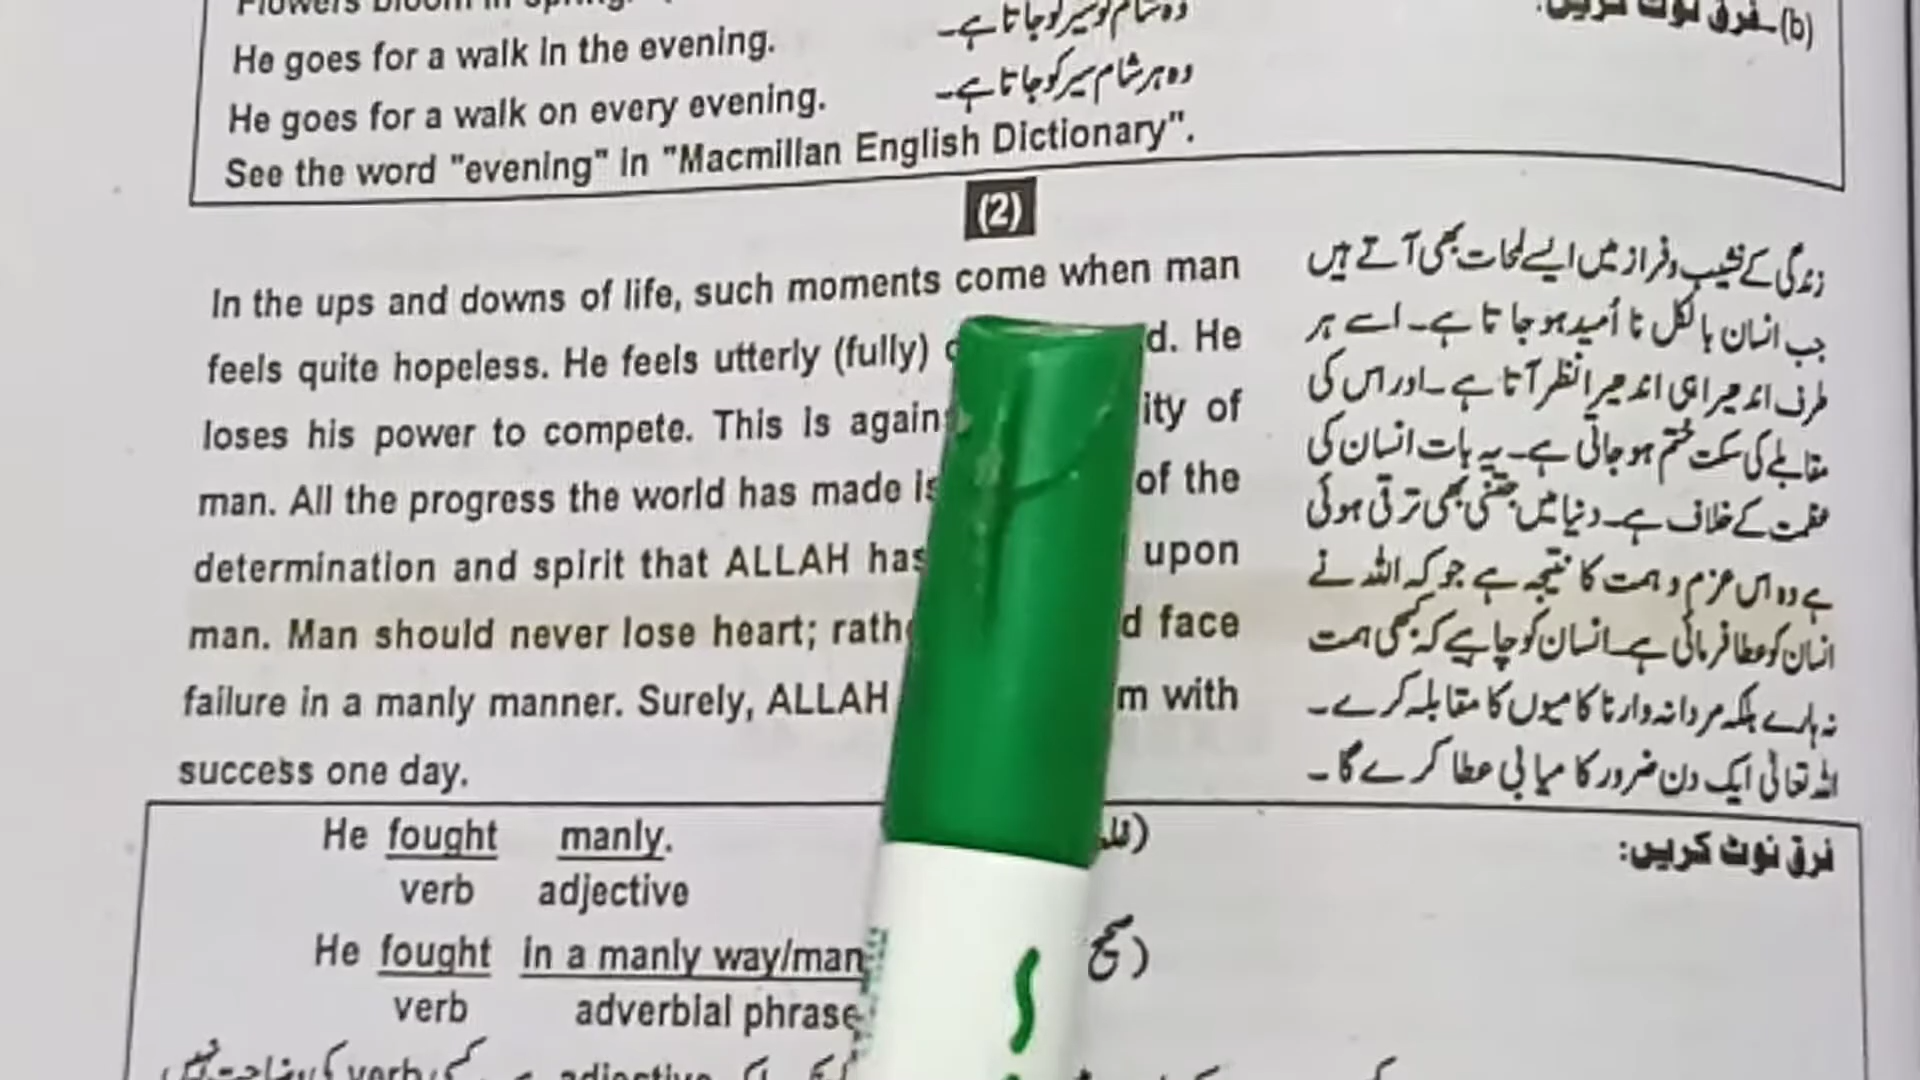 Flowers bloom in spring.
He goes for a walk in the evening. وہ شام کو سیر کو جاتا ہے۔
(b)۔ فرق نوٹ کریں:
He goes for a walk on every evening. وہ ہر شام سیر کو جاتا ہے۔
See the word "evening" in "Macmillan English Dictionary".
(2)
In the ups and downs of life, such moments come when man
feels quite hopeless. He feels utterly (fully) d. He
loses his power to compete. This is again ity of
man. All the progress the world has made is of the
determination and spirit that ALLAH has upon
man. Man should never lose heart; rath d face
failure in a manly manner. Surely, ALLAH m with
success one day.
زندگی کے نشیب و فراز میں ایسے لمحات بھی آتے ہیں
جب انسان بالکل نا اُمید ہو جاتا ہے۔ اسے ہر
طرف اندھیرا ہی اندھیرا نظر آتا ہے۔ اور اس کی
مقابلے کی سکت ختم ہو جاتی ہے۔ یہ بات انسان کی
عظمت کے خلاف ہے۔ دنیا میں جتنی بھی ترقی ہوئی
ہے وہ اس عزم و ہمت کا نتیجہ ہے جو کہ اللہ نے
انسان کو عطا فرمائی ہے۔ انسان کو چاہیے کہ کبھی ہمت
نہ ہارے بلکہ مردانہ وار ناکامیوں کا مقابلہ کرے۔
اللہ تعالیٰ ایک دن ضرور کامیابی عطا کرے گا۔
فرق نوٹ کریں:
He fought manly.
verb adjective
He fought in a manly way/man (صحیح
verb adverbial phrase
verb کی adjective